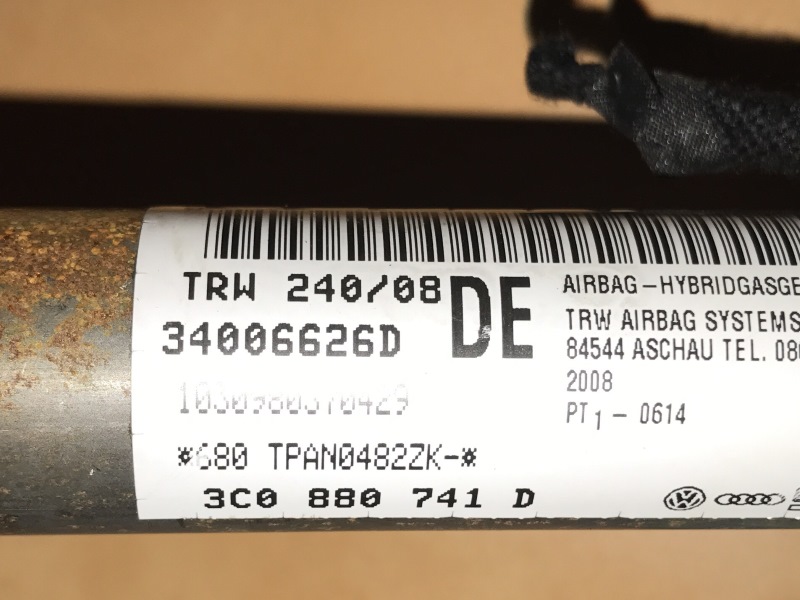 TRW 240/08
34006626D
DE
*680 TPAN0482ZK-*
3C0 880 741 D
AIRBAG-HYBRIDGASGE
TRW AIRBAG SYSTEMS
84544 ASCHAU TEL. 080
2008
PT1 - 0614